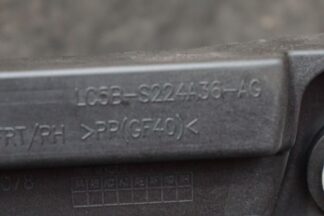 LC5B-S224A36-AG
FRT/RH >PP(GF40)<